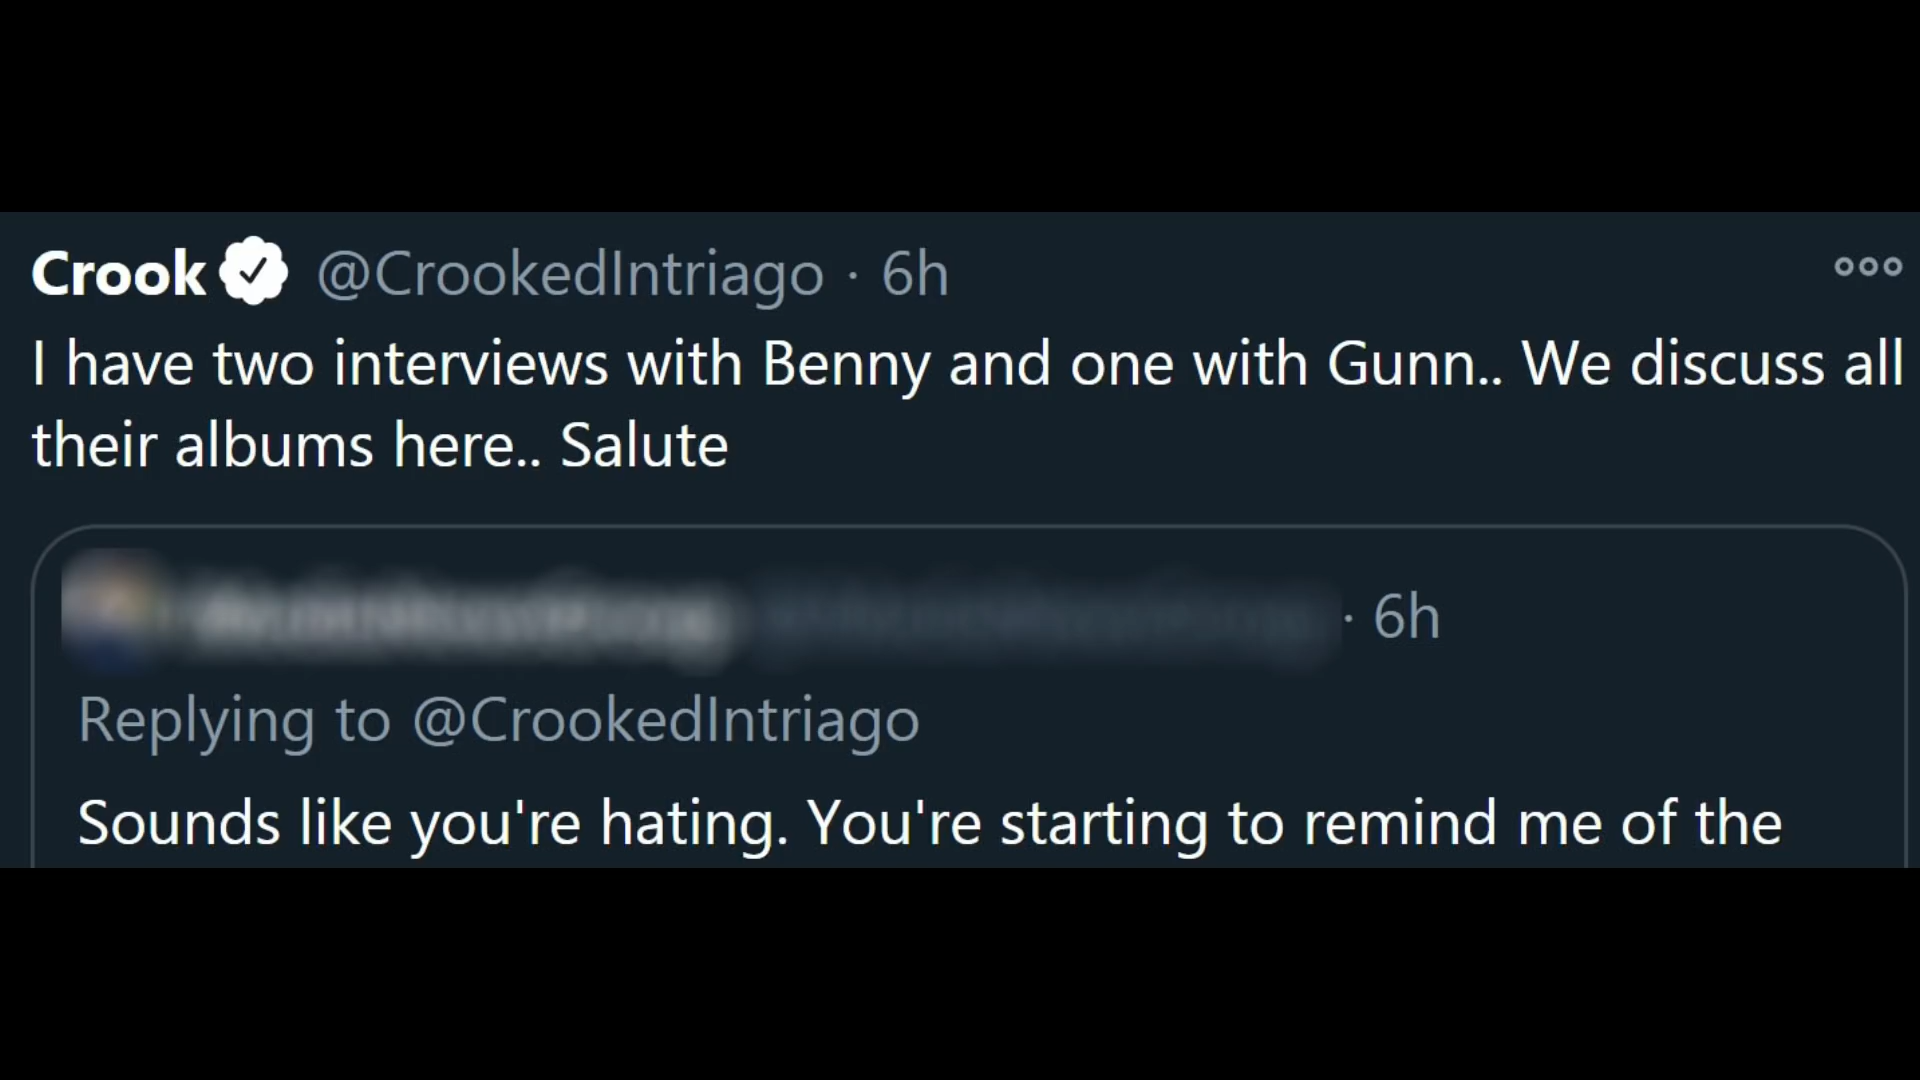 Crook @CrookedIntriago · 6h
I have two interviews with Benny and one with Gunn.. We discuss all
their albums here.. Salute
· 6h
Replying to @CrookedIntriago
Sounds like you're hating. You're starting to remind me of the